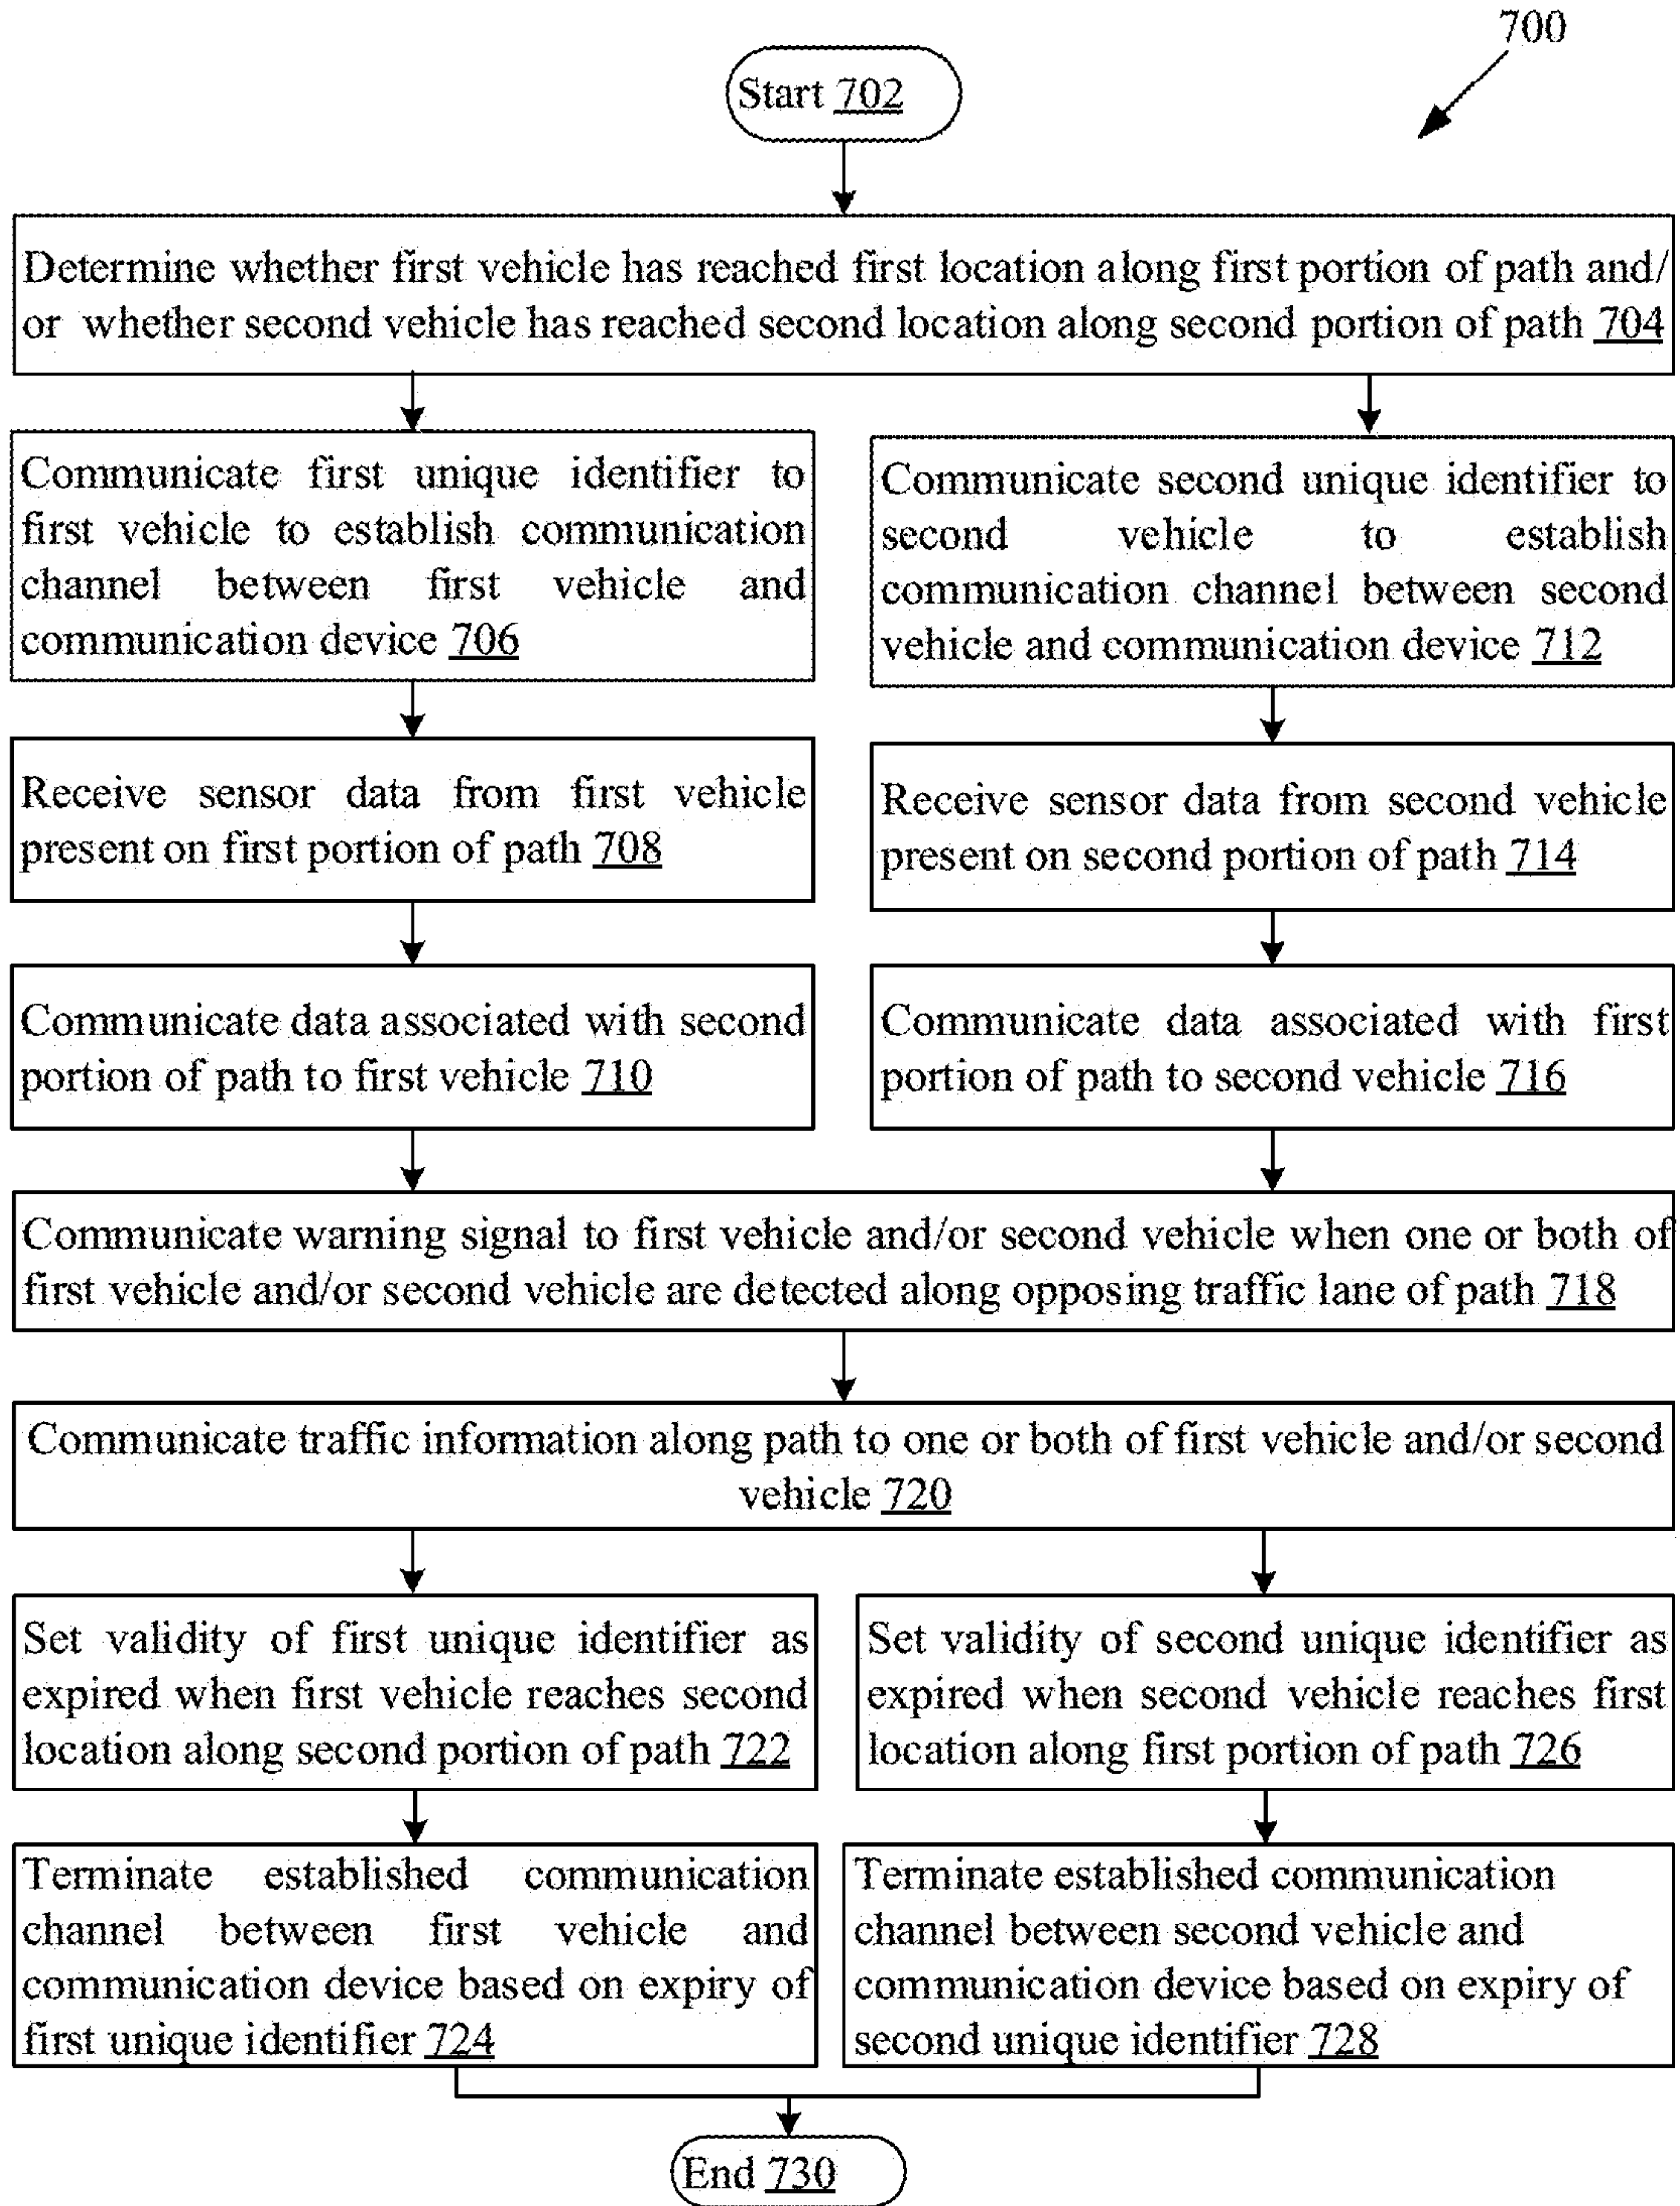 700
Start 702
Determine whether first vehicle has reached first location along first portion of path and/
or whether second vehicle has reached second location along second portion of path 704
Communicate first unique identifier to
first vehicle to establish communication
channel between first vehicle and
communication device 706
Communicate second unique identifier to
second vehicle to establish
communication channel between second
vehicle and communication device 712
Receive sensor data from first vehicle
present on first portion of path 708
Receive sensor data from second vehicle
present on second portion of path 714
Communicate data associated with second
portion of path to first vehicle 710
Communicate data associated with first
portion of path to second vehicle 716
Communicate warning signal to first vehicle and/or second vehicle when one or both of
first vehicle and/or second vehicle are detected along opposing traffic lane of path 718
Communicate traffic information along path to one or both of first vehicle and/or second
vehicle 720
Set validity of first unique identifier as
expired when first vehicle reaches second
location along second portion of path 722
Set validity of second unique identifier as
expired when second vehicle reaches first
location along first portion of path 726
Terminate established communication
channel between first vehicle and
communication device based on expiry of
first unique identifier 724
Terminate established communication
channel between second vehicle and
communication device based on expiry of
second unique identifier 728
End 730